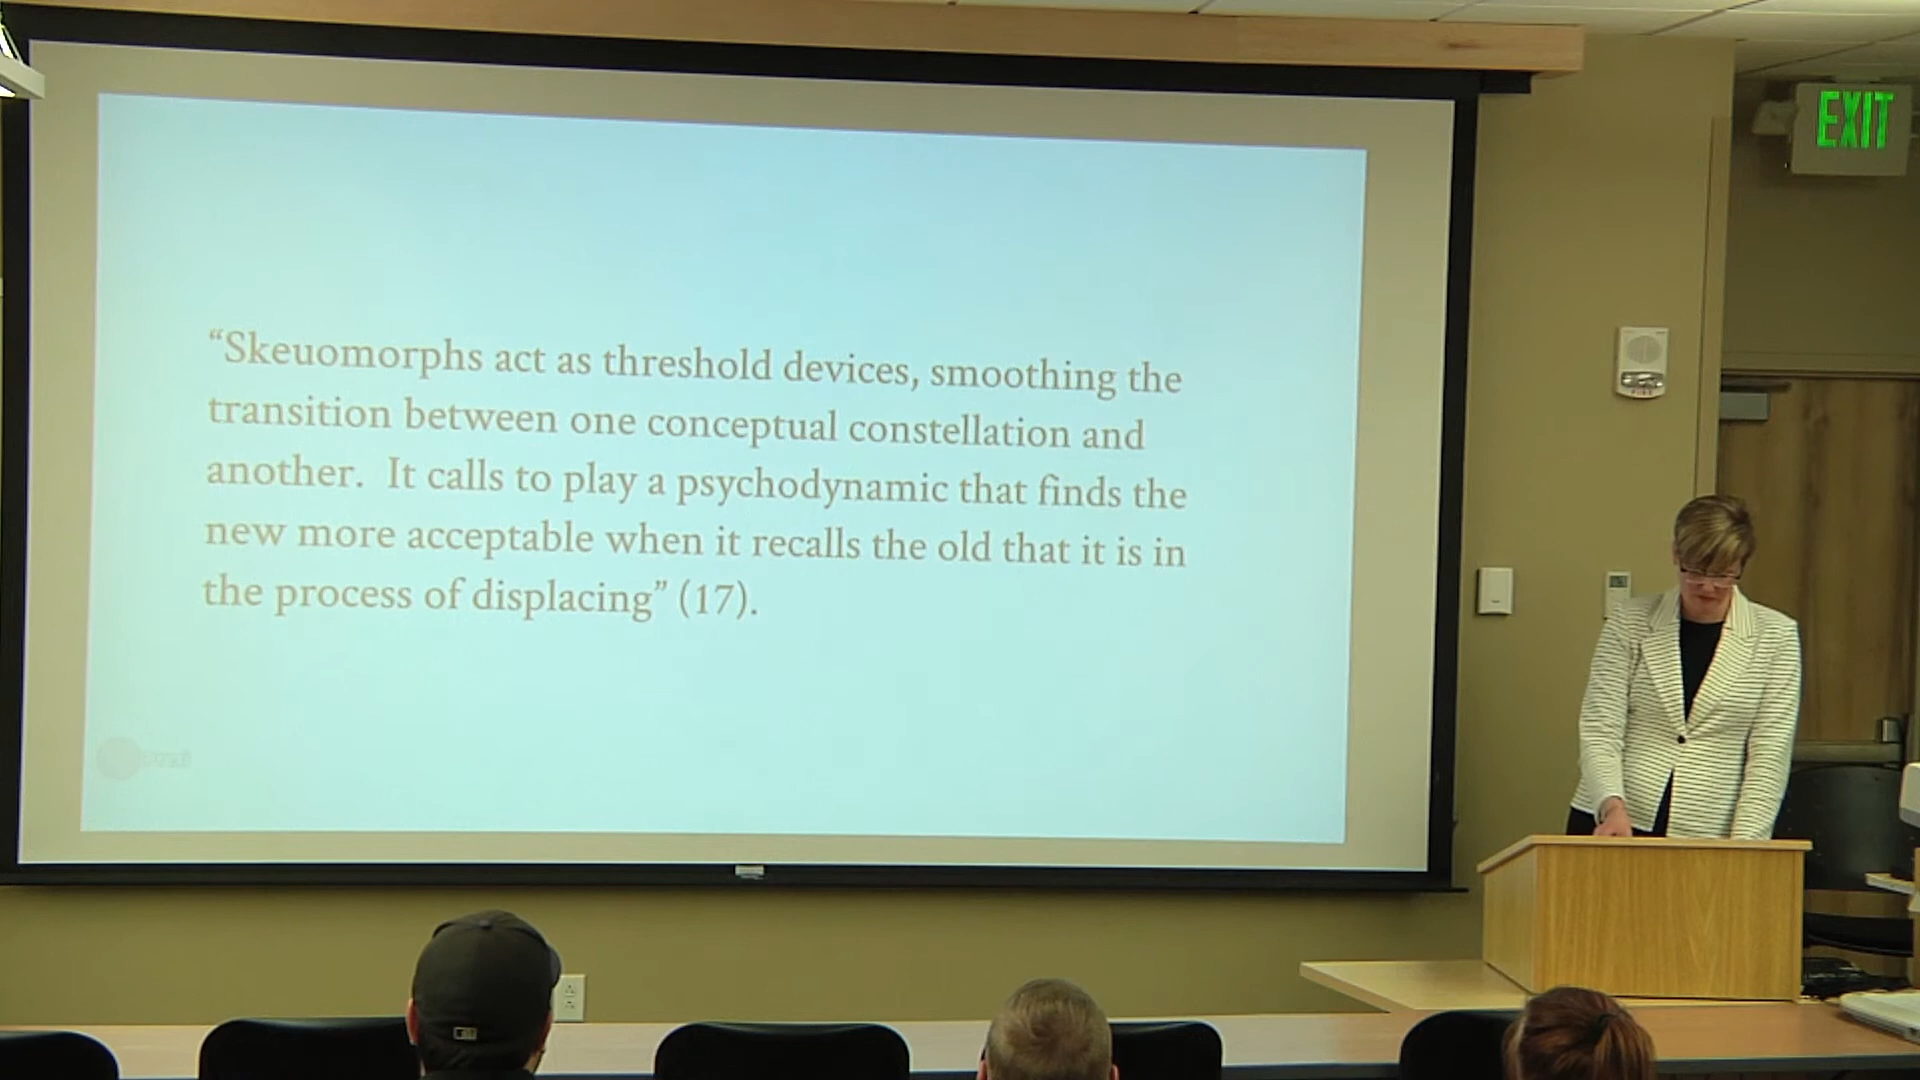 “Skeuomorphs act as threshold devices, smoothing the
transition between one conceptual constellation and
another.  It calls to play a psychodynamic that finds the
new more acceptable when it recalls the old that it is in
the process of displacing” (17).
EXIT